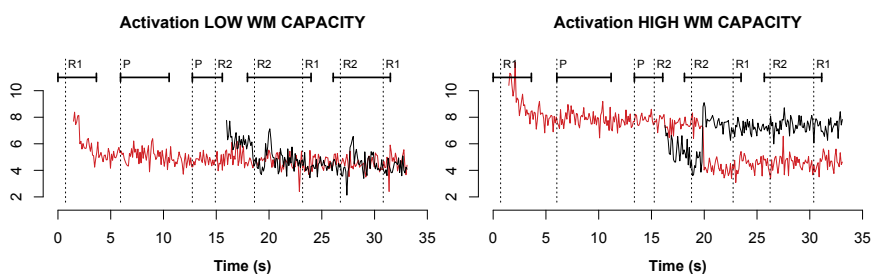 Activation LOW WM CAPACITY
R1 P P R2 R2 R1 R2 R1
10
8
6
4
2
0 5 10 15 20 25 30 35
Time (s)
Activation HIGH WM CAPACITY
R1 P P R2 R2 R1 R2 R1
10
8
6
4
2
0 5 10 15 20 25 30 35
Time (s)